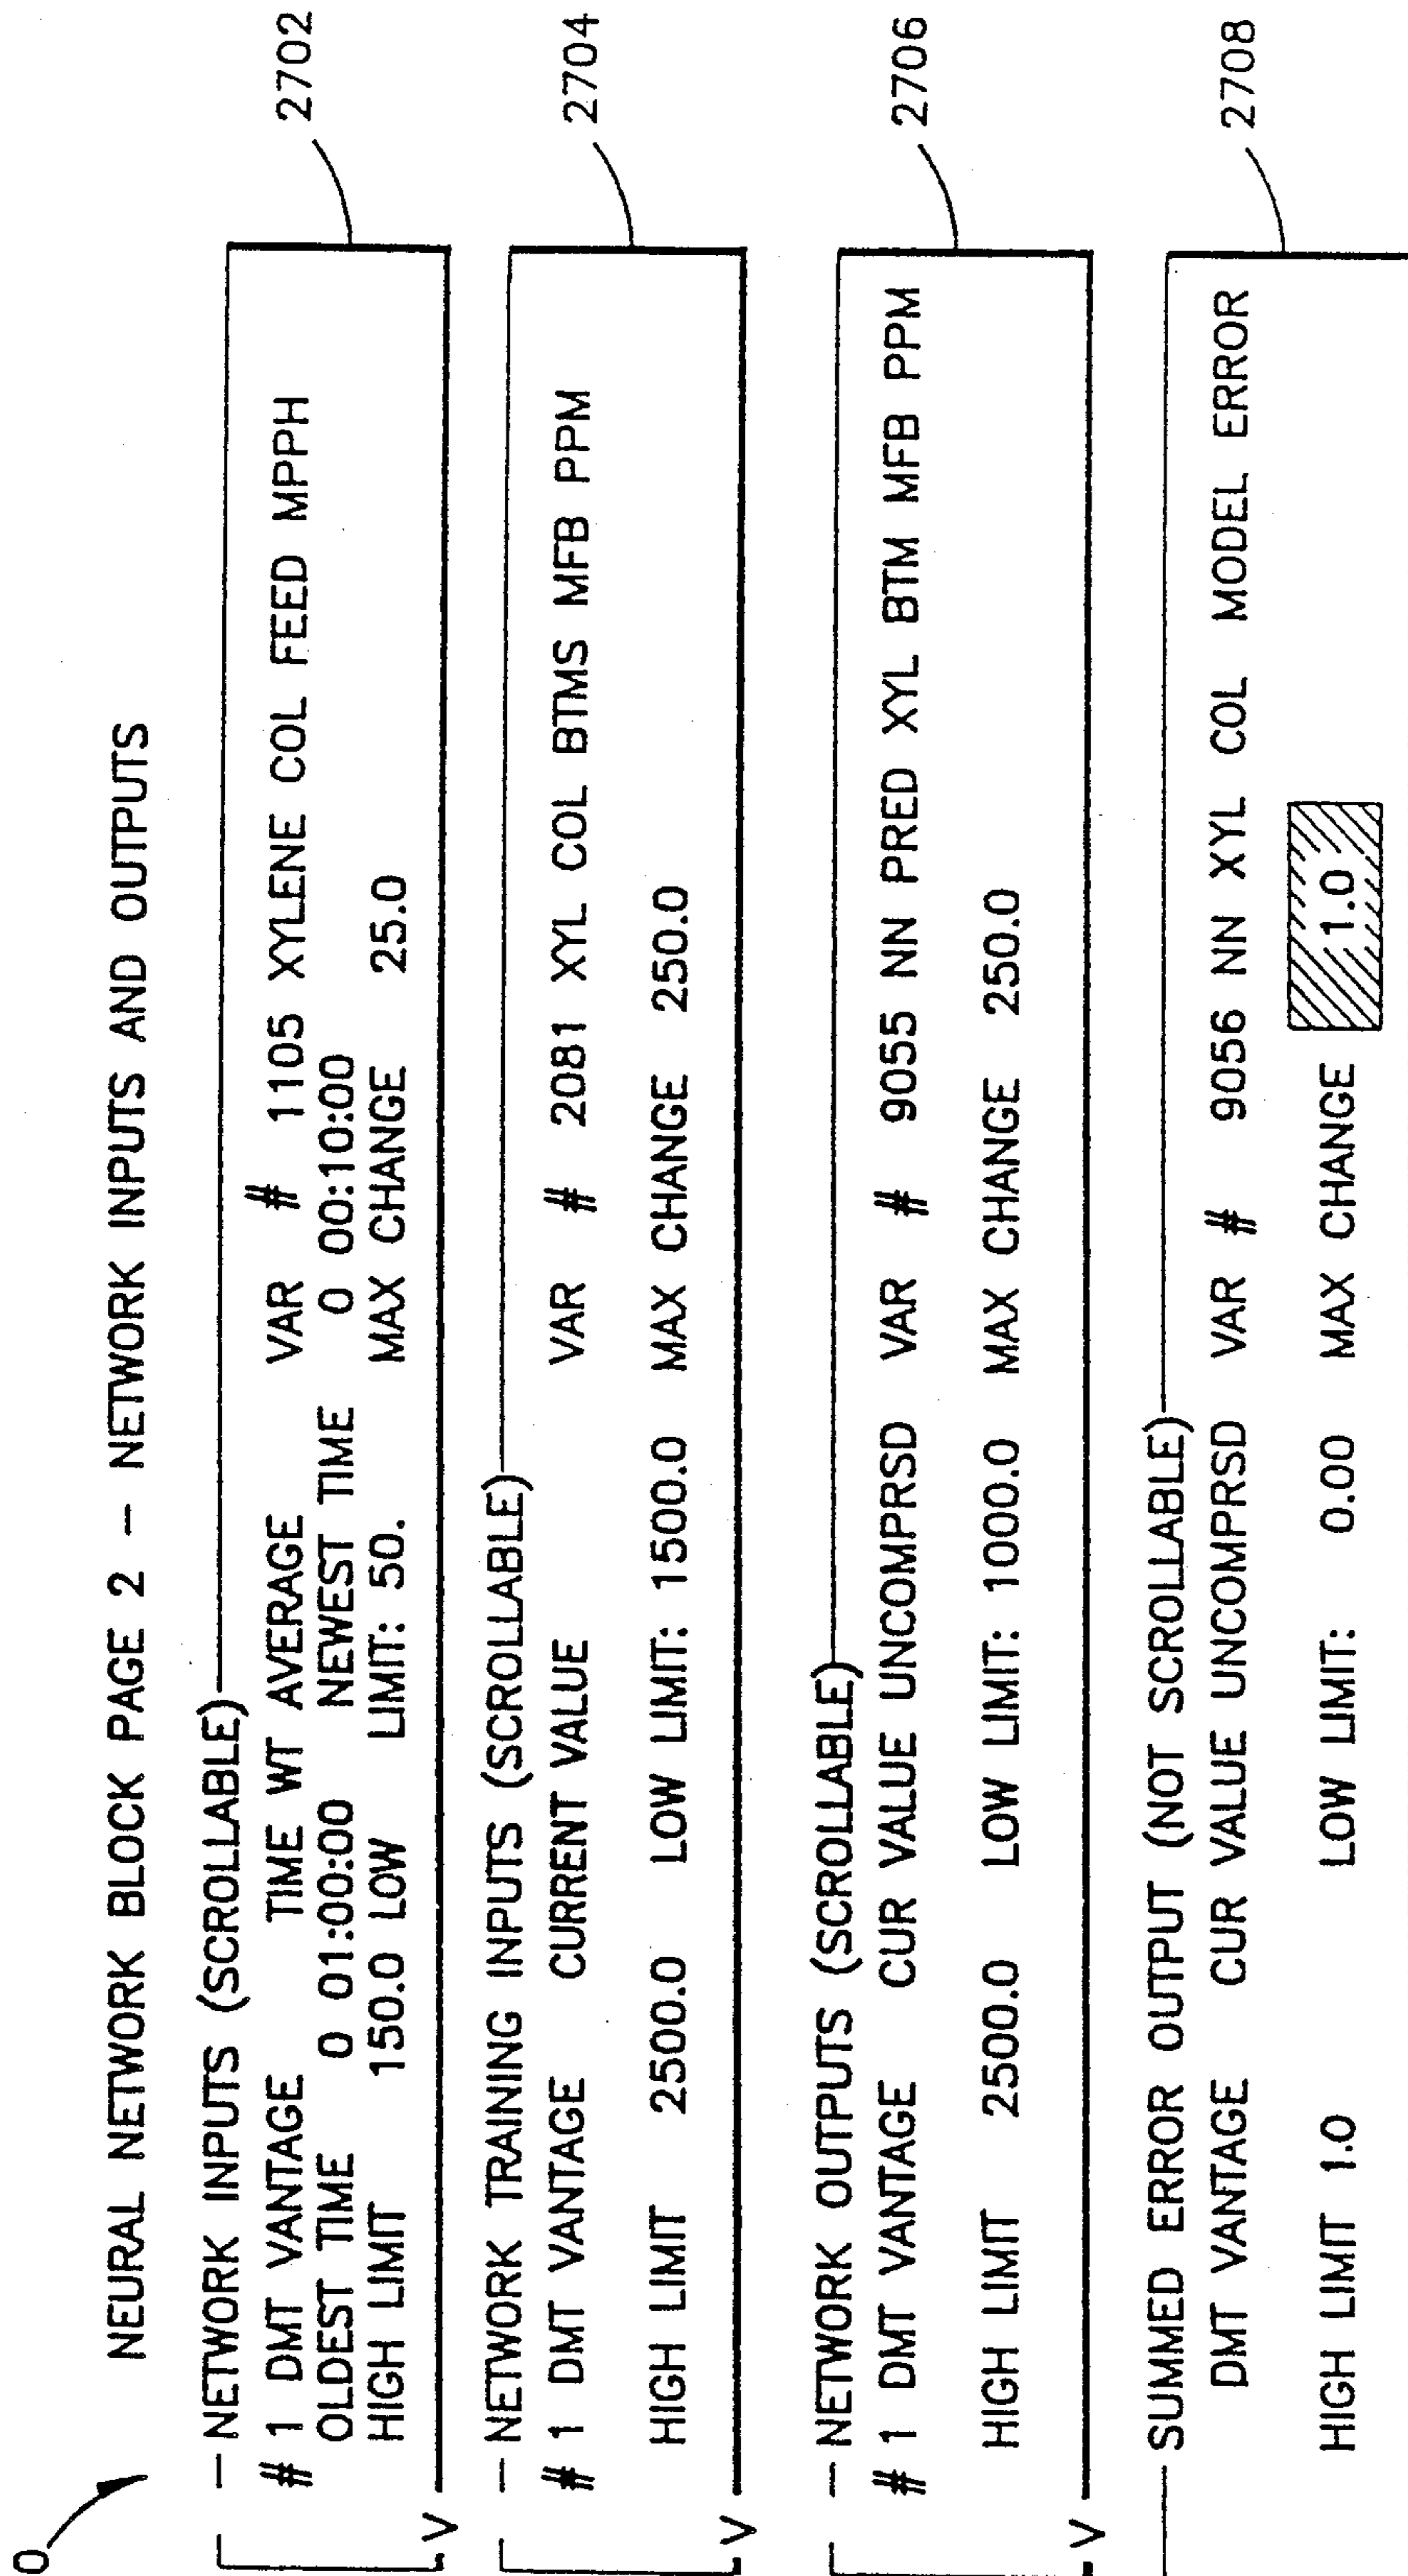 NEURAL NETWORK BLOCK PAGE 2 – NETWORK INPUTS AND OUTPUTS
NETWORK INPUTS (SCROLLABLE)
# 1 DMT VANTAGE TIME WT AVERAGE VAR # 1105 XYLENE COL FEED MPPH
OLDEST TIME 0 01:00:00 NEWEST TIME 0 00:10:00
HIGH LIMIT 150.0 LOW LIMIT: 50. MAX CHANGE 25.0
V
2702
NETWORK TRAINING INPUTS (SCROLLABLE)
# 1 DMT VANTAGE CURRENT VALUE VAR # 2081 XYL COL BTMS MFB PPM
HIGH LIMIT 2500.0 LOW LIMIT: 1500.0 MAX CHANGE 250.0
V
2704
NETWORK OUTPUTS (SCROLLABLE)
# 1 DMT VANTAGE CUR VALUE UNCOMPRSD VAR # 9055 NN PRED XYL BTM MFB PPM
HIGH LIMIT 2500.0 LOW LIMIT: 1000.0 MAX CHANGE 250.0
V
2706
SUMMED ERROR OUTPUT (NOT SCROLLABLE)
DMT VANTAGE CUR VALUE UNCOMPRSD VAR # 9056 NN XYL COL MODEL ERROR
HIGH LIMIT 1.0 LOW LIMIT: 0.00 MAX CHANGE 1.0
2708